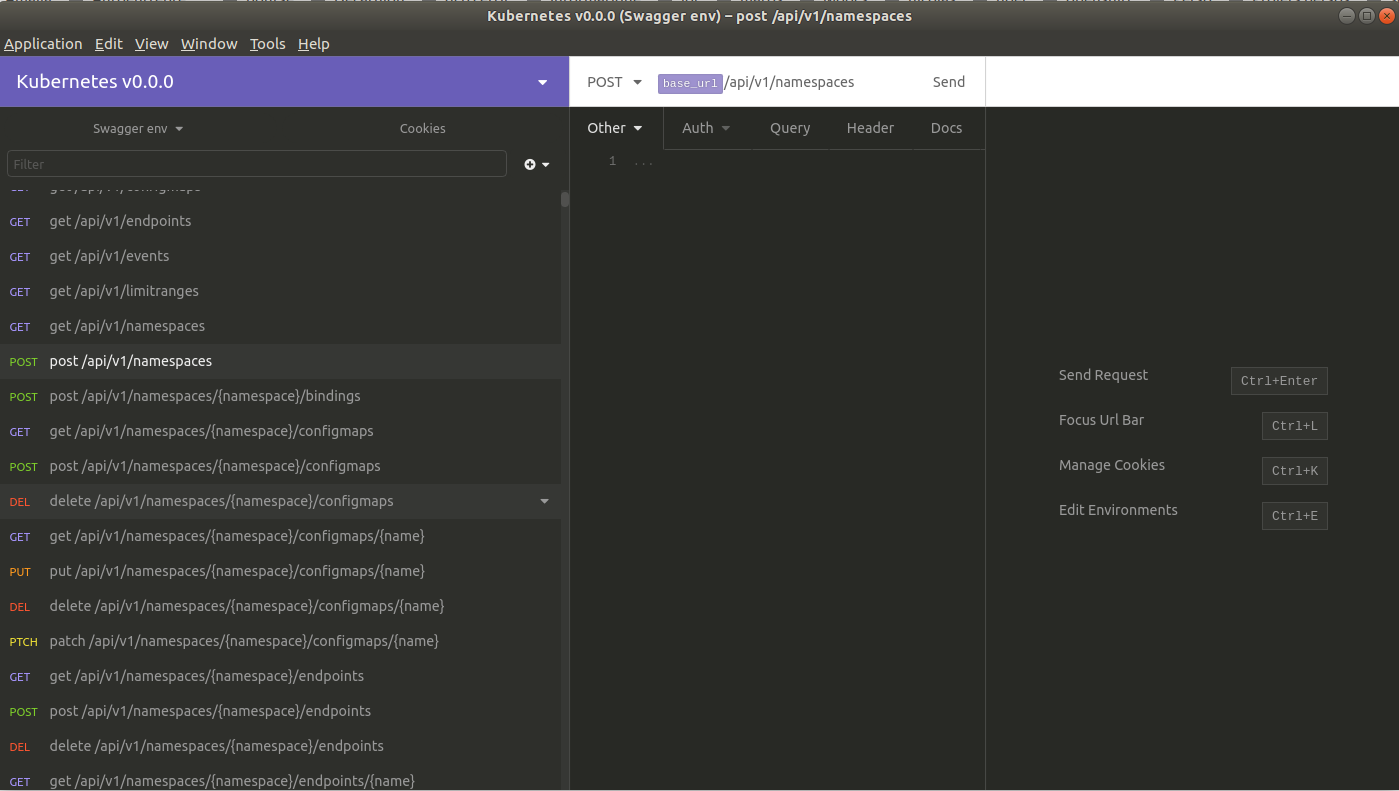 Kubernetes v0.0.0 (Swagger env) – post /api/v1/namespaces
Application Edit View Window Tools Help
Kubernetes v0.0.0
POST base_url/api/v1/namespaces Send
Swagger env Cookies
Other Auth Query Header Docs
Filter
1 ...
GET get /api/v1/configmaps
GET get /api/v1/endpoints
GET get /api/v1/events
GET get /api/v1/limitranges
GET get /api/v1/namespaces
POST post /api/v1/namespaces
POST post /api/v1/namespaces/{namespace}/bindings
GET get /api/v1/namespaces/{namespace}/configmaps
POST post /api/v1/namespaces/{namespace}/configmaps
DEL delete /api/v1/namespaces/{namespace}/configmaps
GET get /api/v1/namespaces/{namespace}/configmaps/{name}
PUT put /api/v1/namespaces/{namespace}/configmaps/{name}
DEL delete /api/v1/namespaces/{namespace}/configmaps/{name}
PTCH patch /api/v1/namespaces/{namespace}/configmaps/{name}
GET get /api/v1/namespaces/{namespace}/endpoints
POST post /api/v1/namespaces/{namespace}/endpoints
DEL delete /api/v1/namespaces/{namespace}/endpoints
GET get /api/v1/namespaces/{namespace}/endpoints/{name}
Send Request Ctrl+Enter
Focus Url Bar Ctrl+L
Manage Cookies Ctrl+K
Edit Environments Ctrl+E